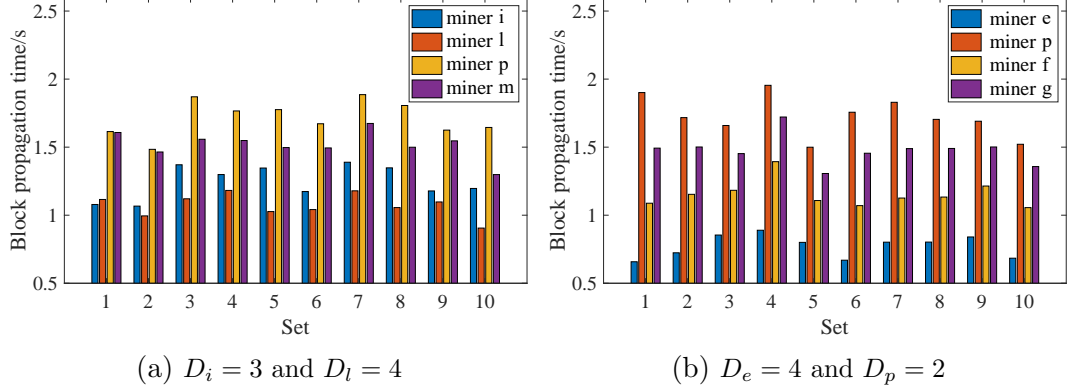 2.5
2
1.5
1
0.5
Block propagation time/s
miner i
miner l
miner p
miner m
1 2 3 4 5 6 7 8 9 10
Set
(a) D_i = 3 and D_l = 4
2.5
2
1.5
1
0.5
Block propagation time/s
miner e
miner p
miner f
miner g
1 2 3 4 5 6 7 8 9 10
Set
(b) D_e = 4 and D_p = 2